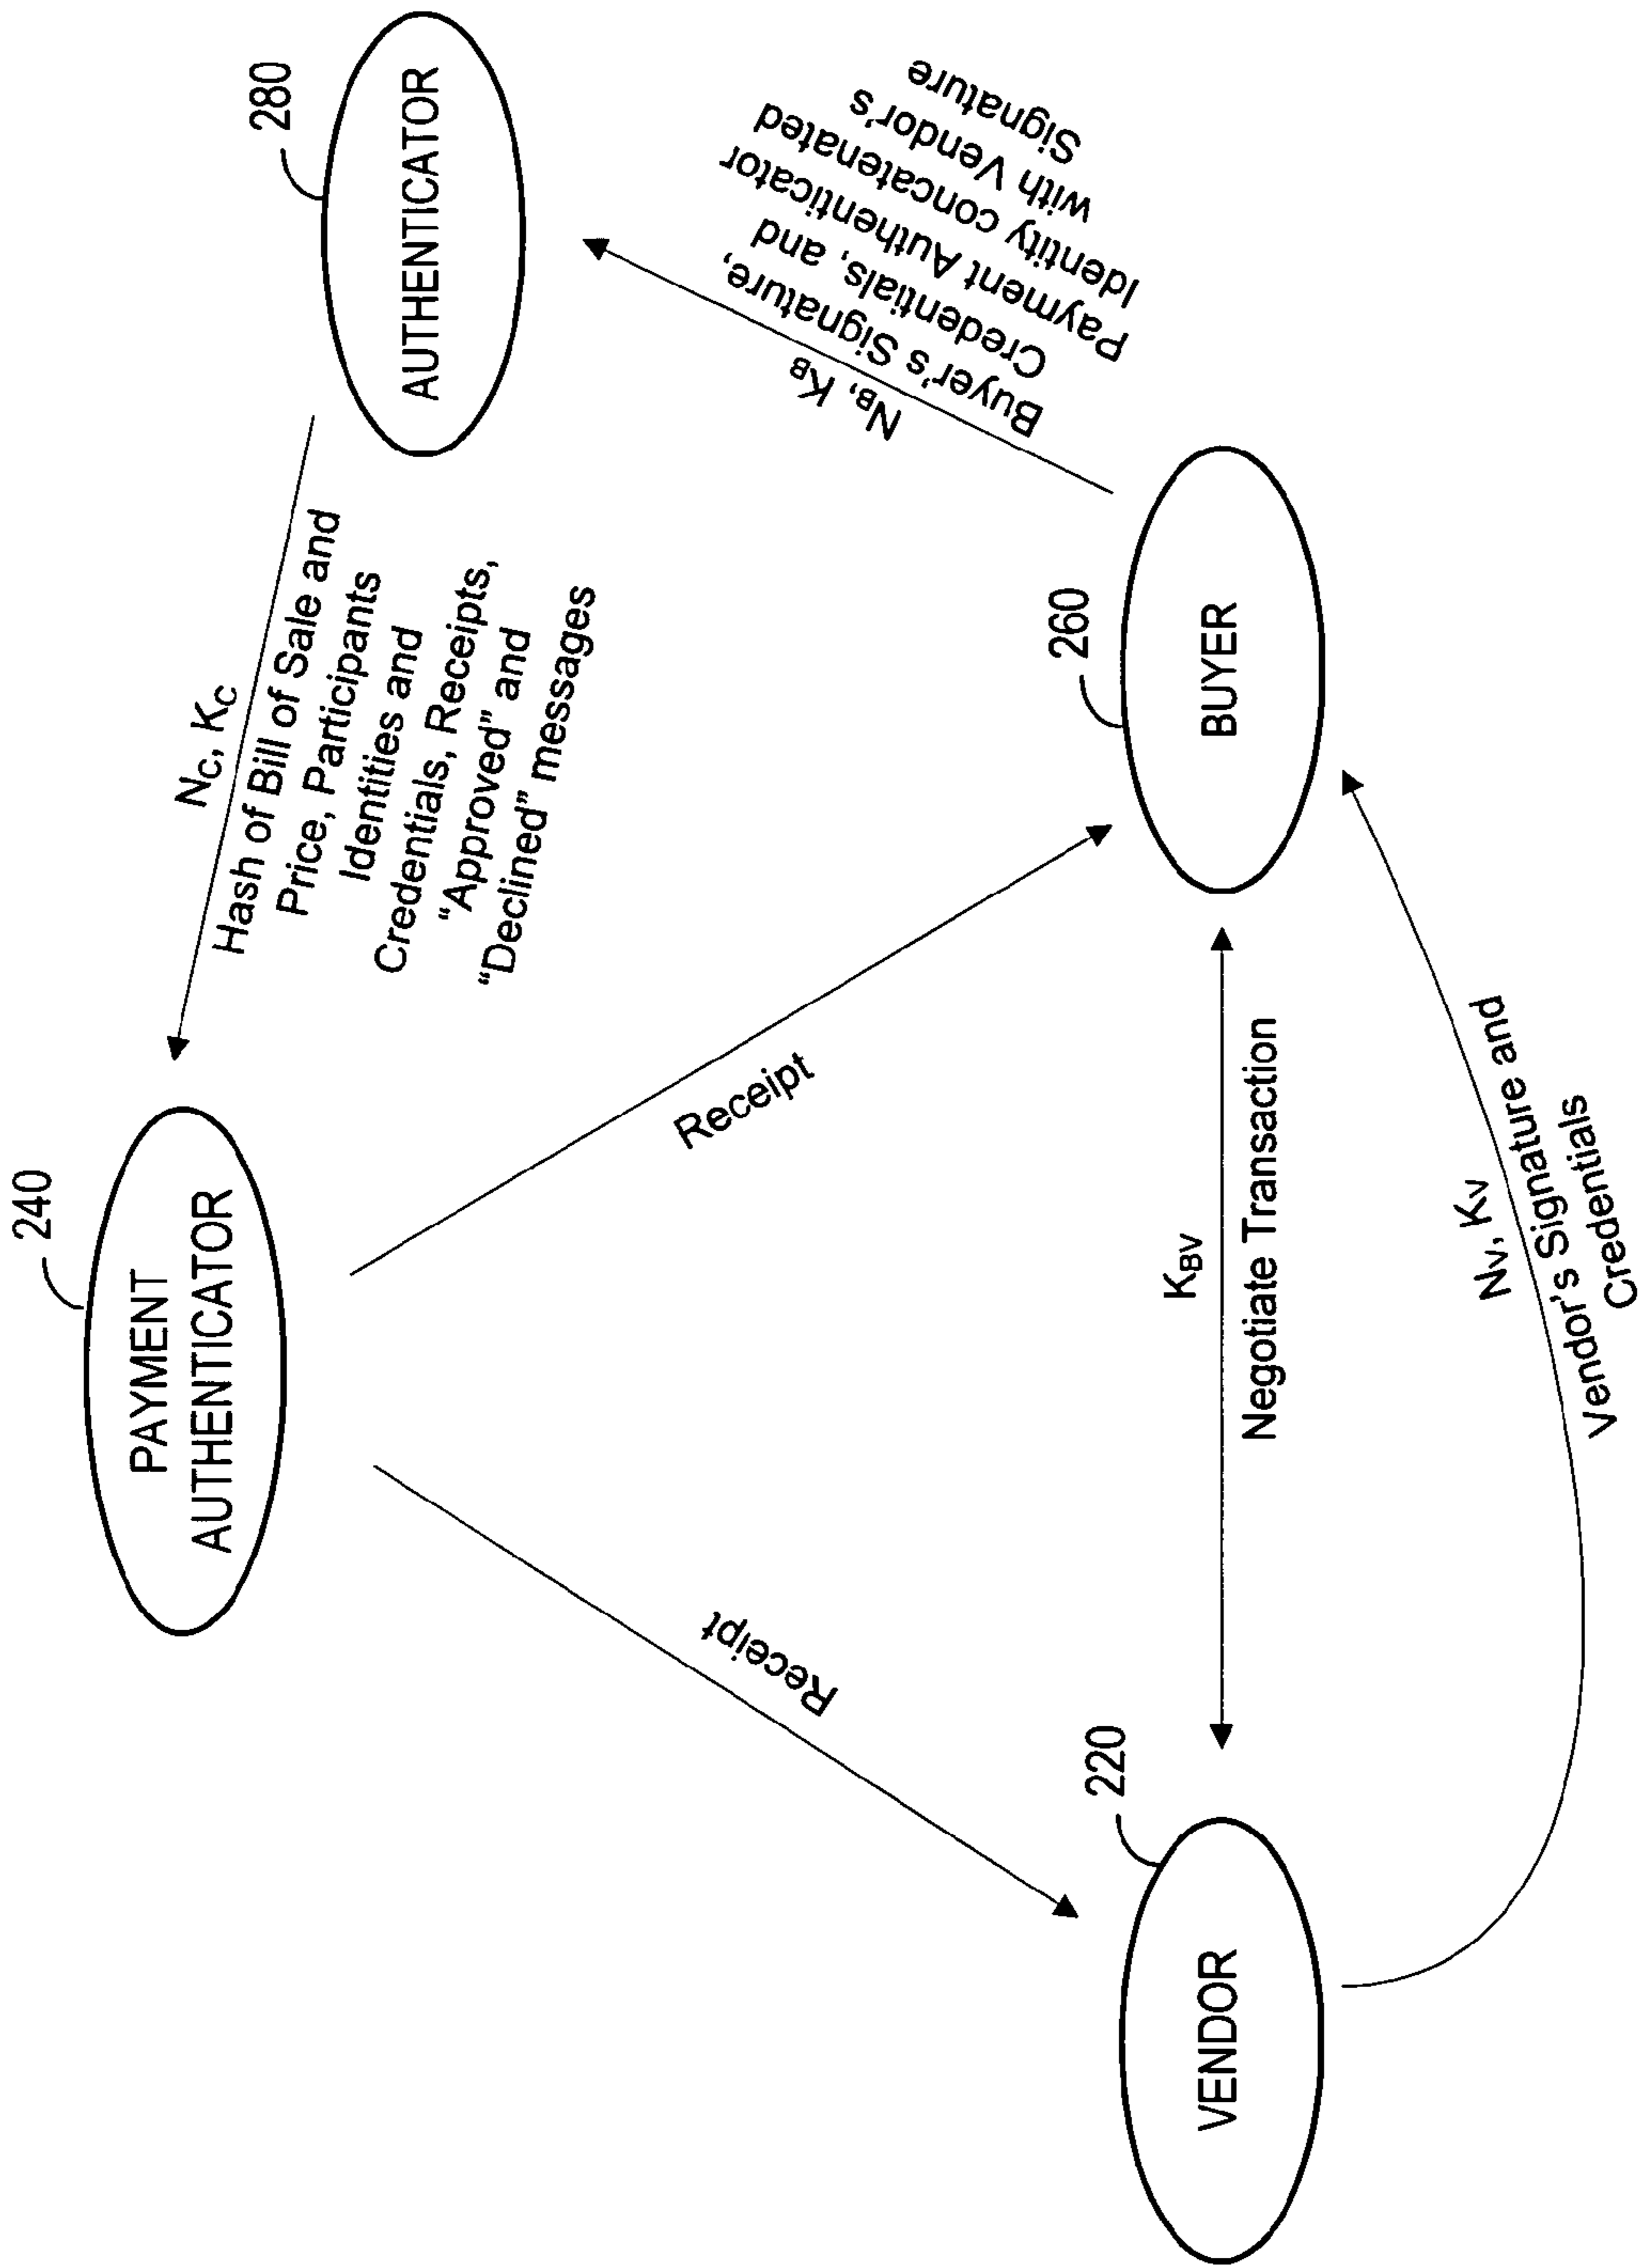 240
PAYMENT
AUTHENTICATOR
280
AUTHENTICATOR
NC, KC
Hash of Bill of Sale and
Price, Participants
Identities and
Credentials, Receipts,
“Approved” and
“Declined” messages
NB, KB
Buyer's Signature,
Credentials, and
Payment Authenticator
Identity concatenated
with Vendor's
Signature
Receipt
Receipt
220
VENDOR
260
BUYER
KBV
Negotiate Transaction
NV, KV
Vendor's Signature and
Credentials